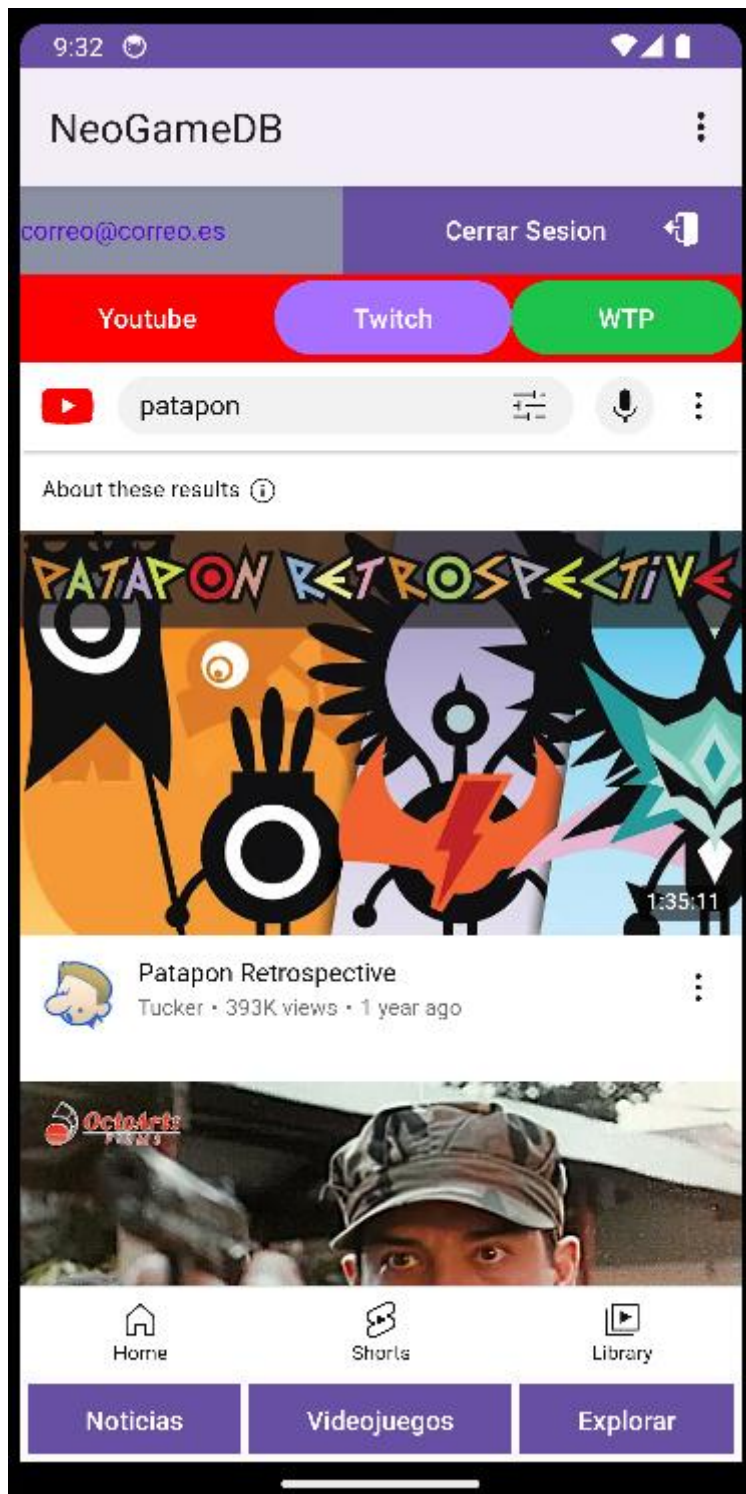 9:32
NeoGameDB
correo@correo.es
Cerrar Sesion
Youtube Twitch WTP
patapon
About these results
PATAPON RETROSPECTIVE
1:35:11
Patapon Retrospective
Tucker • 393K views • 1 year ago
OctoArts
FILMS
Home Shorts Library
Noticias Videojuegos Explorar